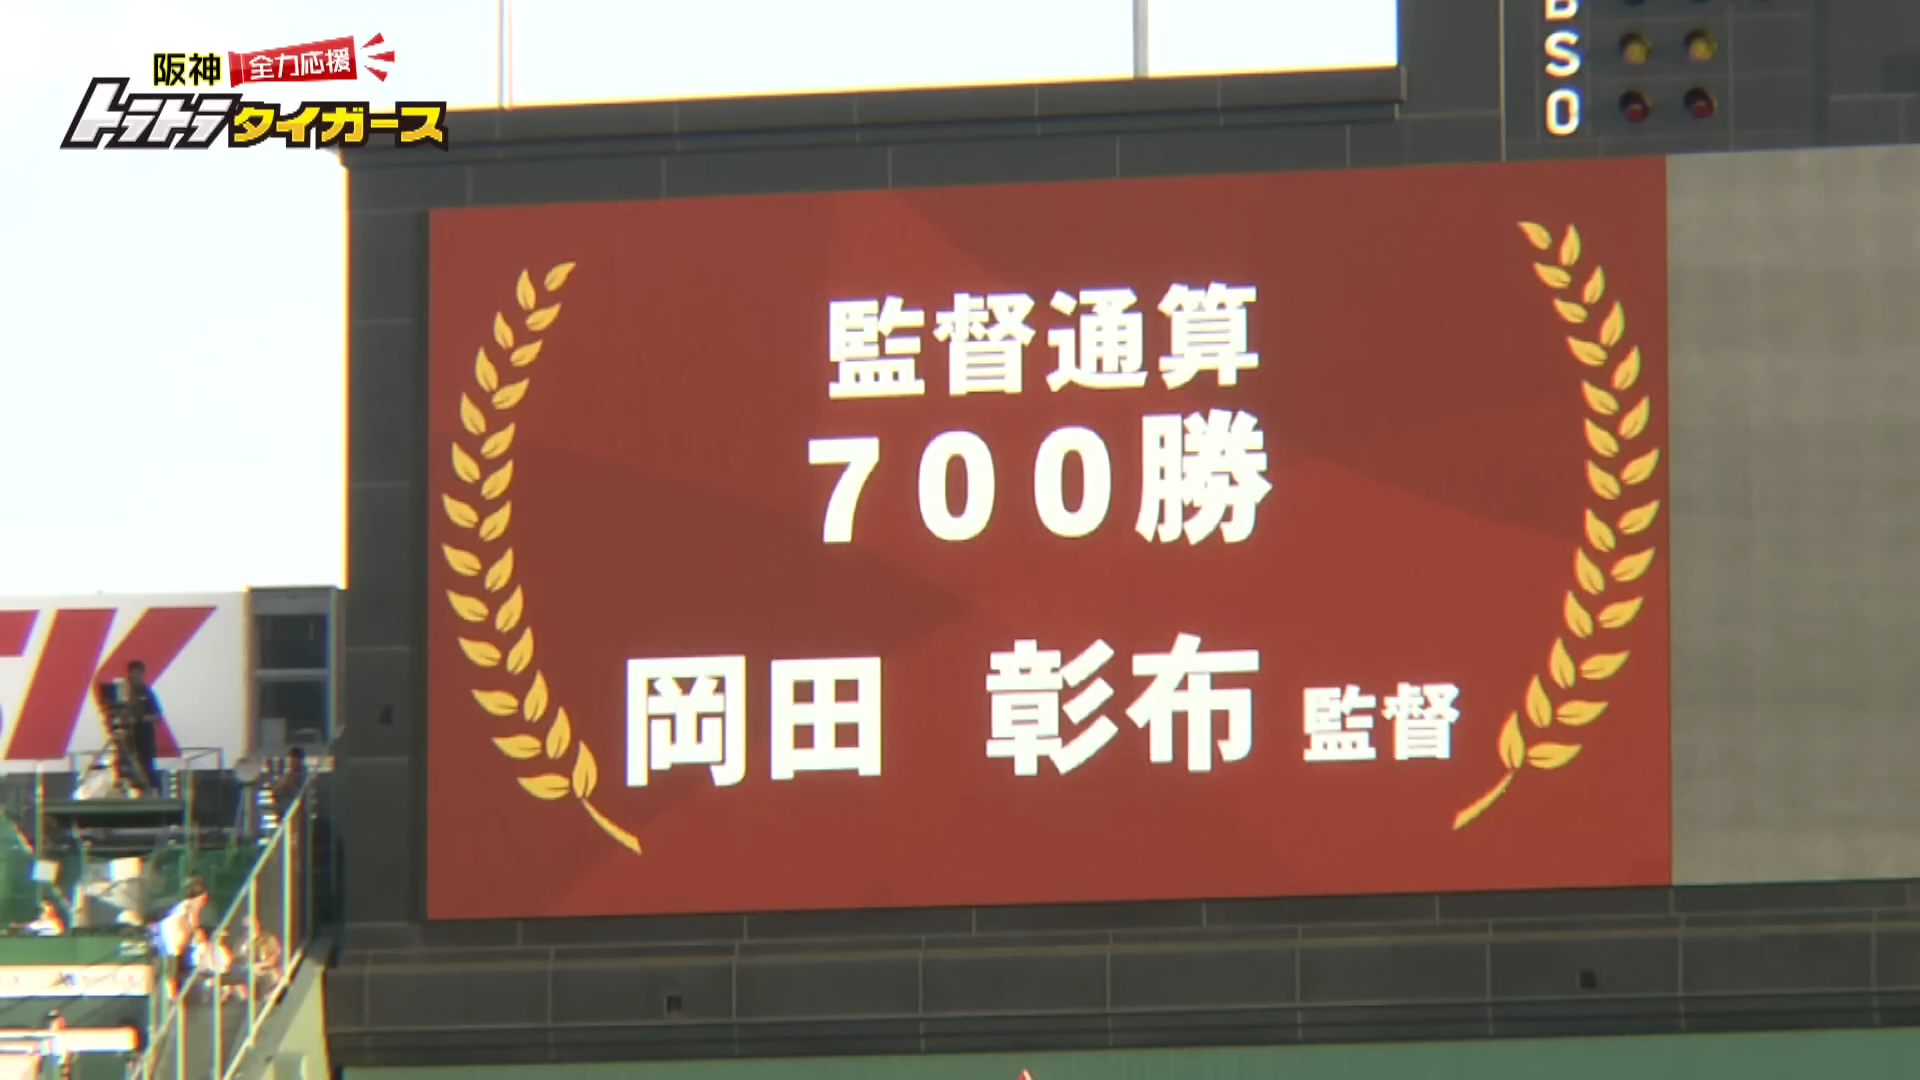 阪神 全力応援
トラトラタイガース
B
S
O
監督通算
700勝
岡田 彰布 監督
SK